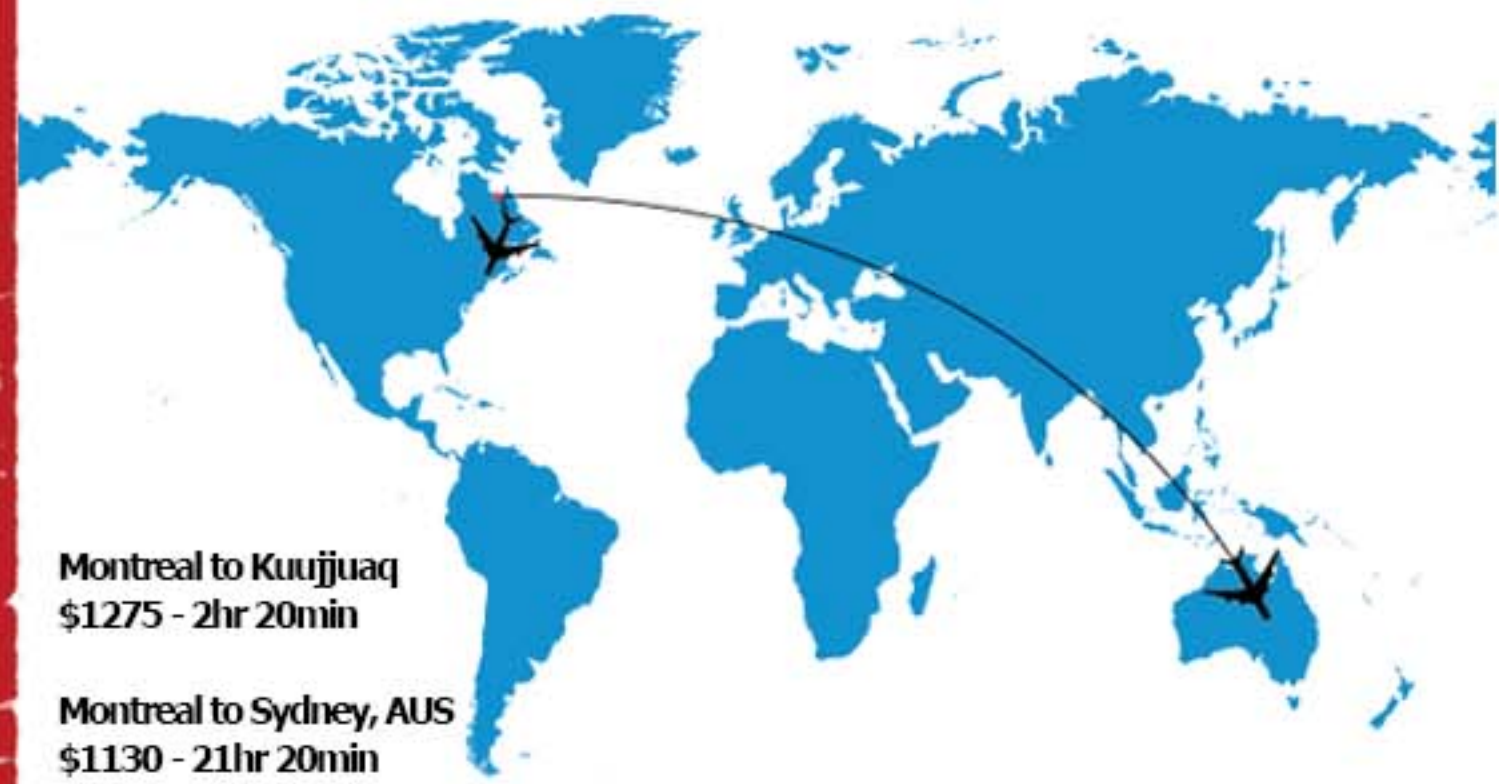 Montreal to Kuujjuaq
$1275 - 2hr 20min
Montreal to Sydney, AUS
$1130 - 21hr 20min